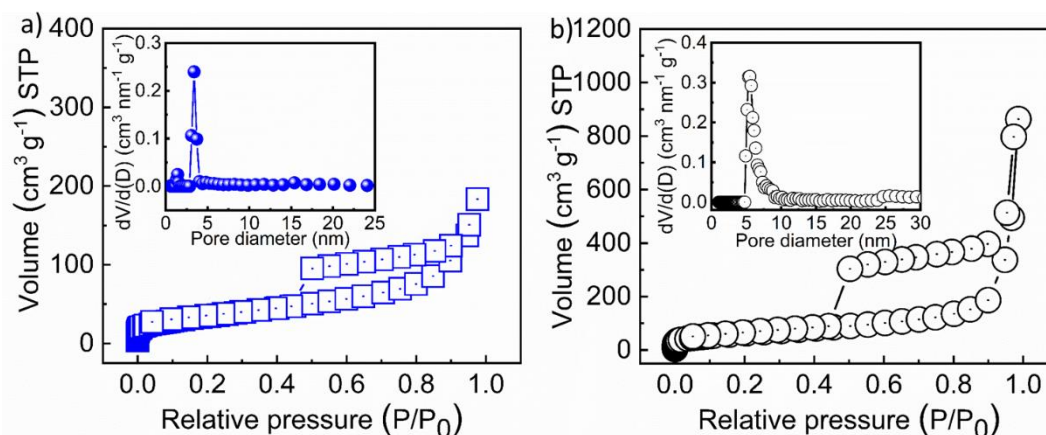 a)
400
300
200
100
0
Volume (cm³ g⁻¹) STP
0.3
0.2
0.1
0.0
dV/d(D) (cm³ nm⁻¹ g⁻¹)
0 5 10 15 20 25
Pore diameter (nm)
0.0 0.2 0.4 0.6 0.8 1.0
Relative pressure (P/P₀)
b)
1200
1000
800
600
400
200
0
Volume (cm³ g⁻¹) STP
0.4
0.3
0.2
0.1
0.0
dV/d(D) (cm³ nm⁻¹ g⁻¹)
0 5 10 15 20 25 30
Pore diameter (nm)
0.0 0.2 0.4 0.6 0.8 1.0
Relative pressure (P/P₀)